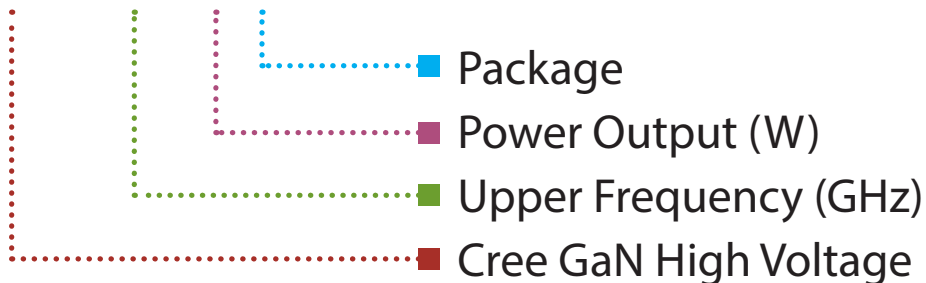 Package
Power Output (W)
Upper Frequency (GHz)
Cree GaN High Voltage